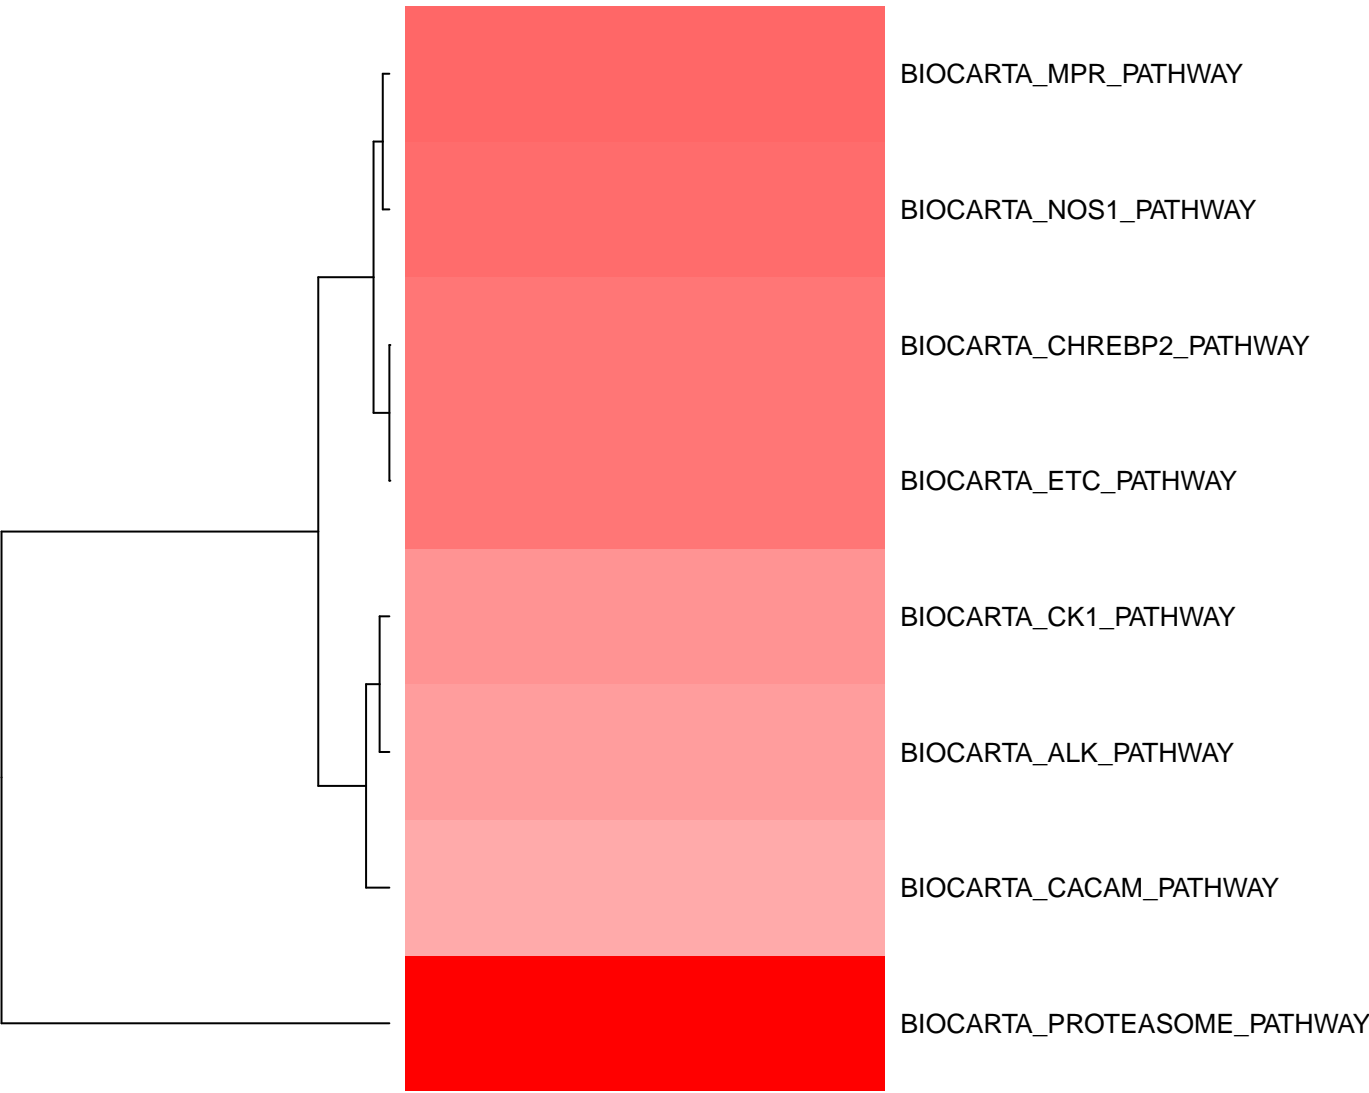 BIOCARTA_MPR_PATHWAY
BIOCARTA_NOS1_PATHWAY
BIOCARTA_CHREBP2_PATHWAY
BIOCARTA_ETC_PATHWAY
BIOCARTA_CK1_PATHWAY
BIOCARTA_ALK_PATHWAY
BIOCARTA_CACAM_PATHWAY
BIOCARTA_PROTEASOME_PATHWAY